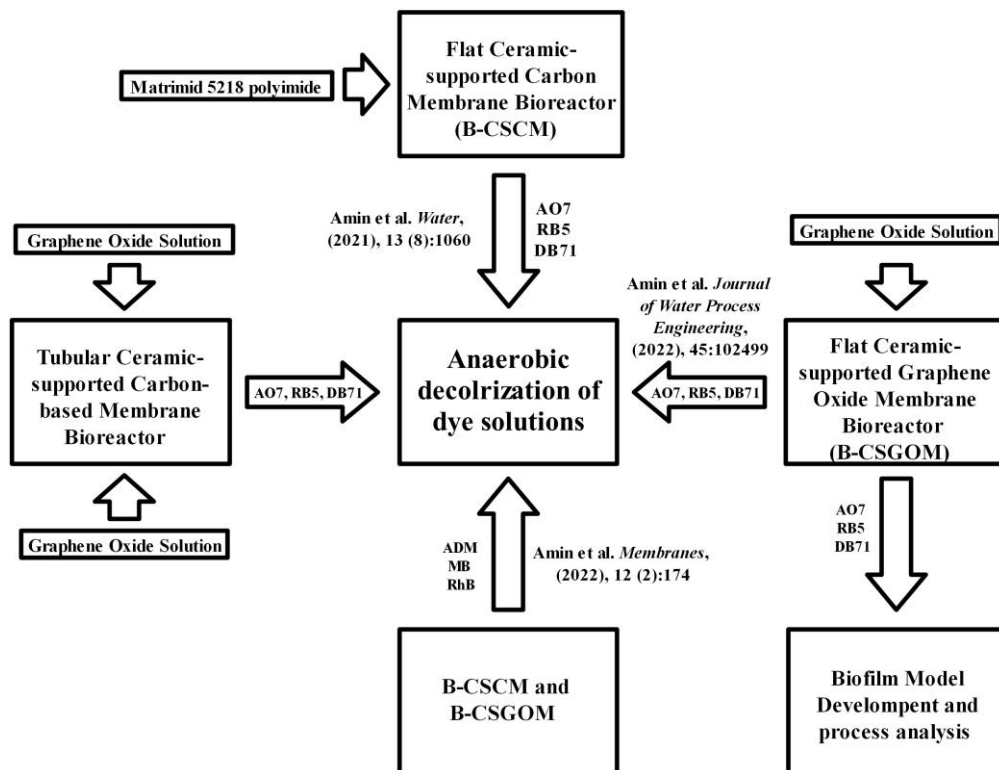 Flat Ceramic-
supported Carbon
Membrane Bioreactor
(B-CSCM)
Matrimid 5218 polyimide
Amin et al. Water,
(2021), 13 (8):1060
AO7
RB5
DB71
Graphene Oxide Solution
Graphene Oxide Solution
Amin et al. Journal
of Water Process
Engineering,
(2022), 45:102499
Tubular Ceramic-
supported Carbon-
based Membrane
Bioreactor
AO7, RB5, DB71
Anaerobic
decolrization of
dye solutions
AO7, RB5, DB71
Flat Ceramic-
supported Graphene
Oxide Membrane
Bioreactor
(B-CSGOM)
Graphene Oxide Solution
ADM
MB
RhB
Amin et al. Membranes,
(2022), 12 (2):174
AO7
RB5
DB71
B-CSCM and
B-CSGOM
Biofilm Model
Develompent and
process analysis